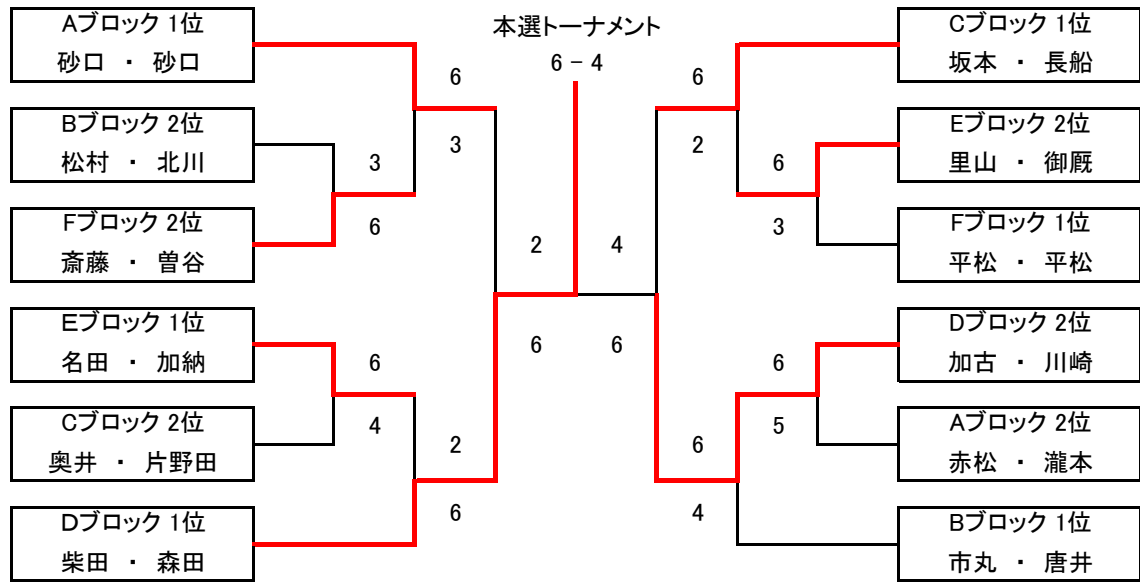 本選トーナメント
6 − 4
Aブロック 1位
砂口 ・ 砂口
Bブロック 2位
松村 ・ 北川
Fブロック 2位
斎藤 ・ 曽谷
Eブロック 1位
名田 ・ 加納
Cブロック 2位
奥井 ・ 片野田
Dブロック 1位
柴田 ・ 森田
3
6
6
4
6
3
2
6
2
6
4
6
6
2
6
4
6
3
6
5
Cブロック 1位
坂本 ・ 長船
Eブロック 2位
里山 ・ 御厩
Fブロック 1位
平松 ・ 平松
Dブロック 2位
加古 ・ 川崎
Aブロック 2位
赤松 ・ 瀧本
Bブロック 1位
市丸 ・ 唐井